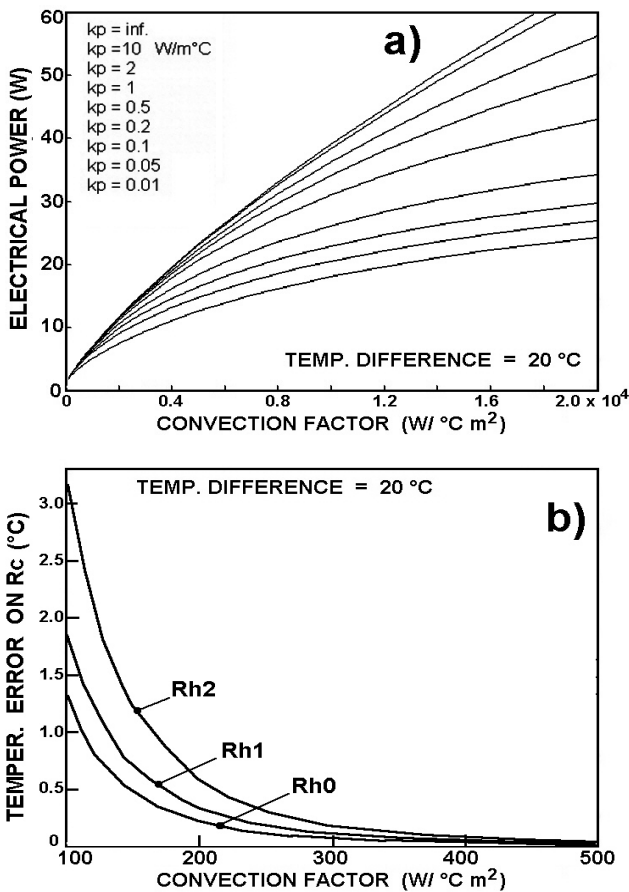 a)
kp = inf.
kp = 10 W/m°C
kp = 2
kp = 1
kp = 0.5
kp = 0.2
kp = 0.1
kp = 0.05
kp = 0.01
ELECTRICAL POWER (W)
60
50
40
30
20
10
0
TEMP. DIFFERENCE = 20 °C
0 0.4 0.8 1.2 1.6 2.0 x 10⁴
CONVECTION FACTOR (W/ °C m²)
TEMP. DIFFERENCE = 20 °C
b)
TEMPER. ERROR ON Rc (°C)
3.0
2.5
2.0
1.5
1.0
0.5
0
Rh2
Rh1
Rh0
100 200 300 400 500
CONVECTION FACTOR (W/ °C m²)